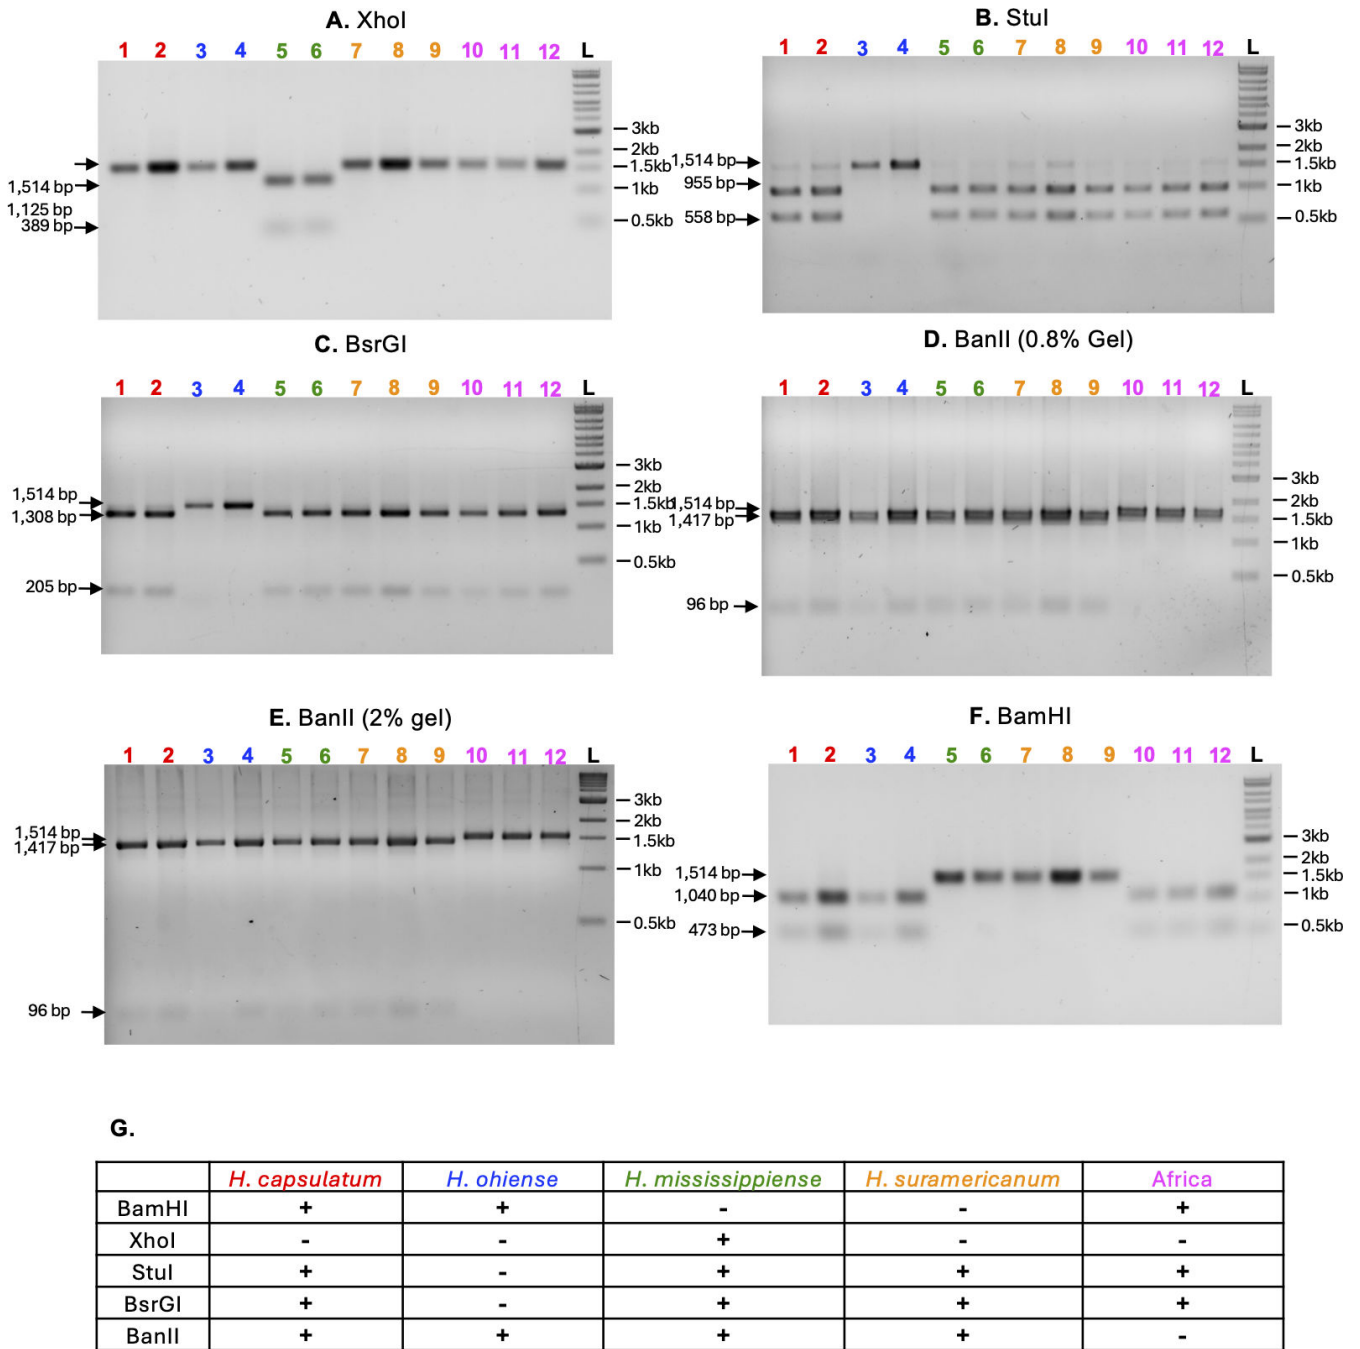 A. XhoI
1 2 3 4 5 6 7 8 9 10 11 12 L
3kb
2kb
1.5kb
1kb
0.5kb
1,514 bp
1,125 bp
389 bp
B. StuI
1 2 3 4 5 6 7 8 9 10 11 12 L
1,514 bp
955 bp
558 bp
3kb
2kb
1.5kb
1kb
0.5kb
C. BsrGI
1 2 3 4 5 6 7 8 9 10 11 12 L
1,514 bp
1,308 bp
205 bp
3kb
2kb
1.5kb
1kb
0.5kb
D. BanII (0.8% Gel)
1 2 3 4 5 6 7 8 9 10 11 12 L
1,514 bp
1,417 bp
96 bp
3kb
2kb
1.5kb
1kb
0.5kb
E. BanII (2% gel)
1 2 3 4 5 6 7 8 9 10 11 12 L
1,514 bp
1,417 bp
96 bp
3kb
2kb
1.5kb
1kb
0.5kb
F. BamHI
1 2 3 4 5 6 7 8 9 10 11 12 L
1,514 bp
1,040 bp
473 bp
3kb
2kb
1.5kb
1kb
0.5kb
G.
H. capsulatum H. ohiense H. mississippiense H. suramericanum Africa
BamHI + + - - +
XhoI - - + - -
StuI + - + + +
BsrGI + - + + +
BanII + + + + -